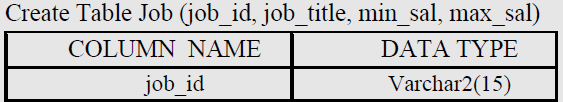 Create Table Job (job_id, job_title, min_sal, max_sal)
COLUMN NAME DATA TYPE
job_id Varchar2(15)